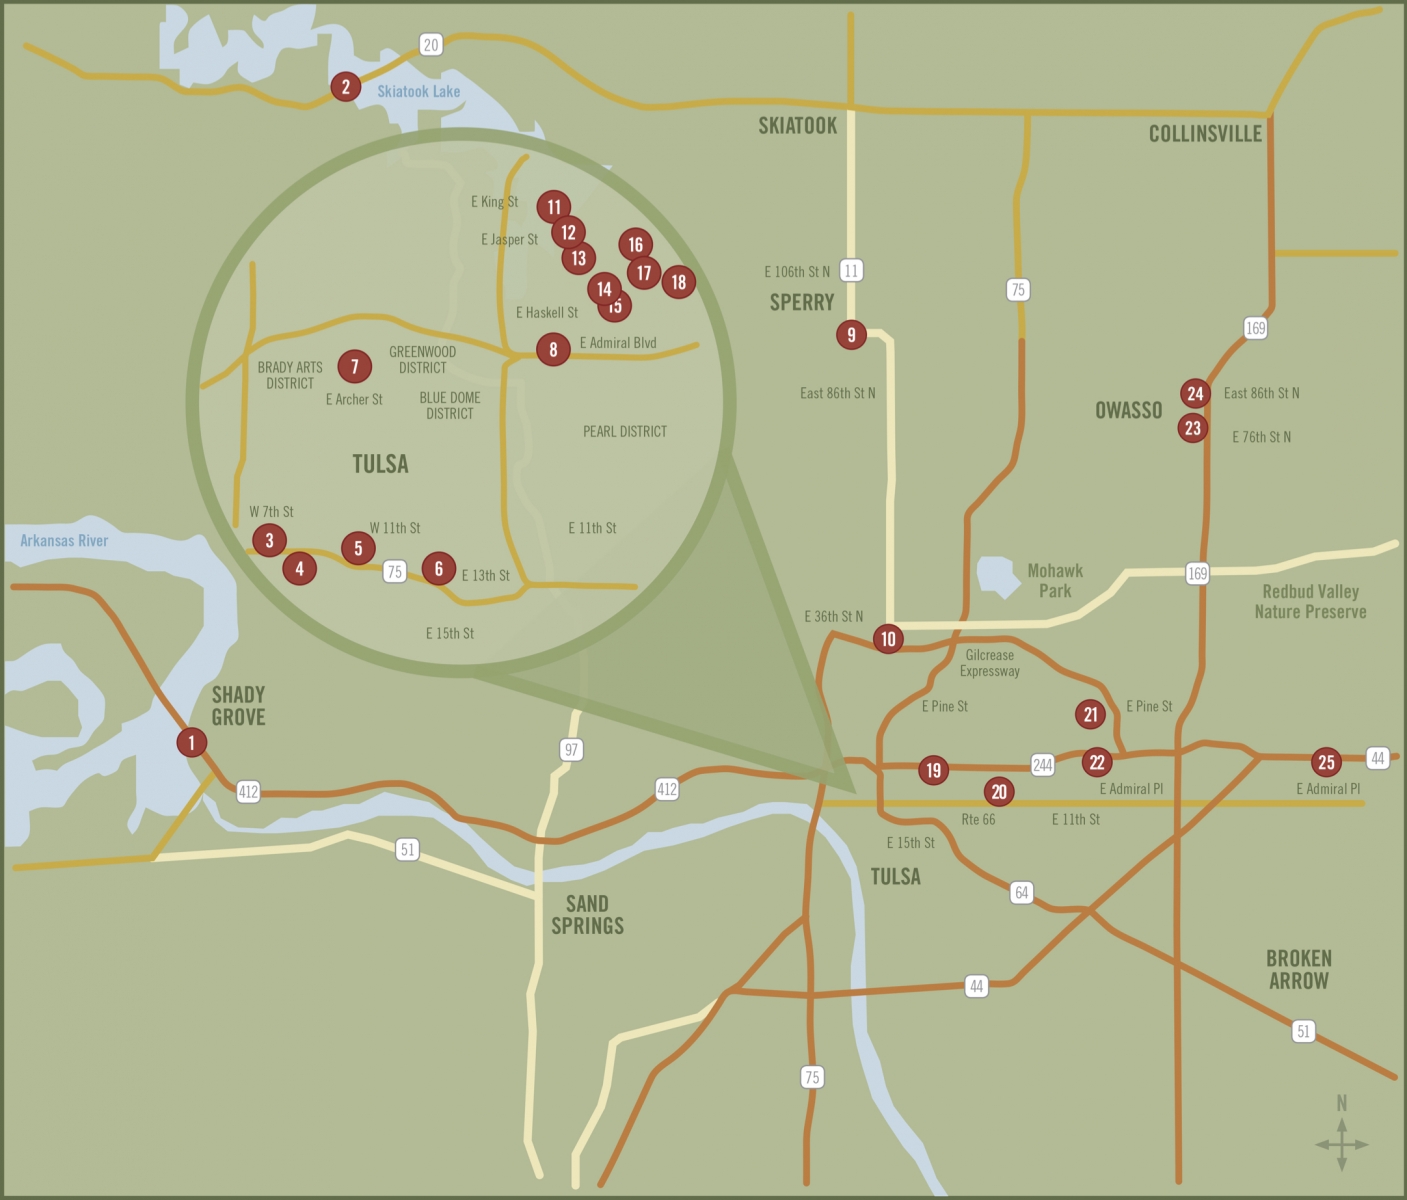 20
2
Skiatook Lake
SKIATOOK
COLLINSVILLE
E King St
11
12
E Jasper St
13
16
17
18
14
15
E Haskell St
E 106th St N
11
SPERRY
75
9
169
8
E Admiral Blvd
BRADY ARTS
DISTRICT
7
GREENWOOD
DISTRICT
E Archer St
BLUE DOME
DISTRICT
PEARL DISTRICT
East 86th St N
OWASSO
24
East 86th St N
23
E 76th St N
TULSA
W 7th St
3
4
5
W 11th St
75
6
E 13th St
E 11th St
E 15th St
Arkansas River
Mohawk
Park
169
Redbud Valley
Nature Preserve
E 36th St N
10
Gilcrease
Expressway
SHADY
GROVE
1
412
97
412
E Pine St
21
E Pine St
19
244
22
20
E Admiral Pl
25
44
E Admiral Pl
Rte 66
E 11th St
E 15th St
51
TULSA
64
SAND
SPRINGS
44
BROKEN
ARROW
51
75
N